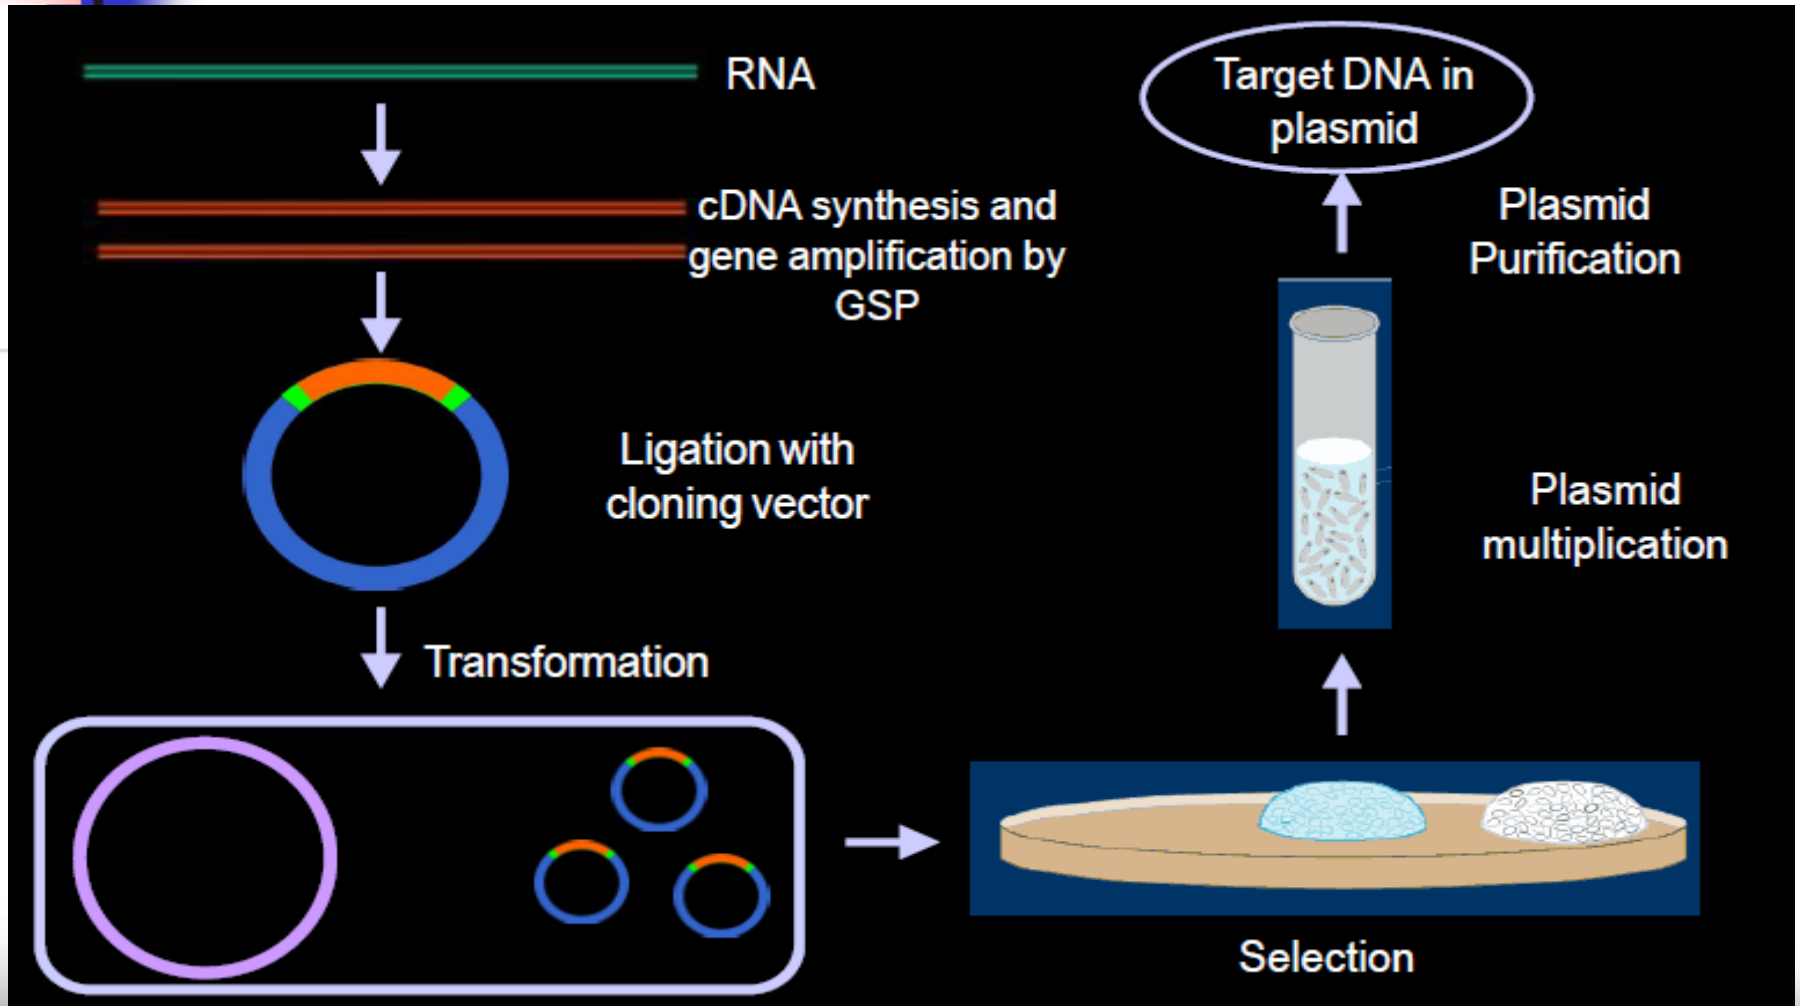 RNA
cDNA synthesis and
gene amplification by
GSP
Ligation with
cloning vector
Transformation
Selection
Plasmid
multiplication
Plasmid
Purification
Target DNA in
plasmid